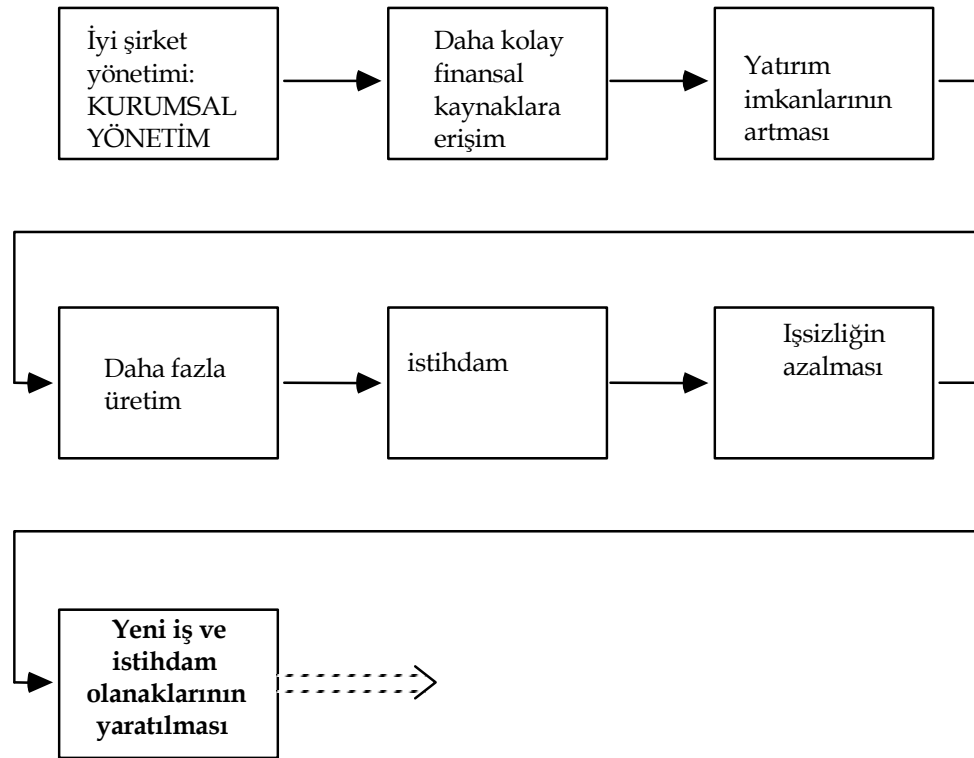 İyi şirket
yönetimi:
KURUMSAL
YÖNETİM
Daha kolay
finansal
kaynaklara
erişim
Yatırım
imkanlarının
artması
Daha fazla
üretim
istihdam
Işsizliğin
azalması
Yeni iş ve
istihdam
olanaklarının
yaratılması